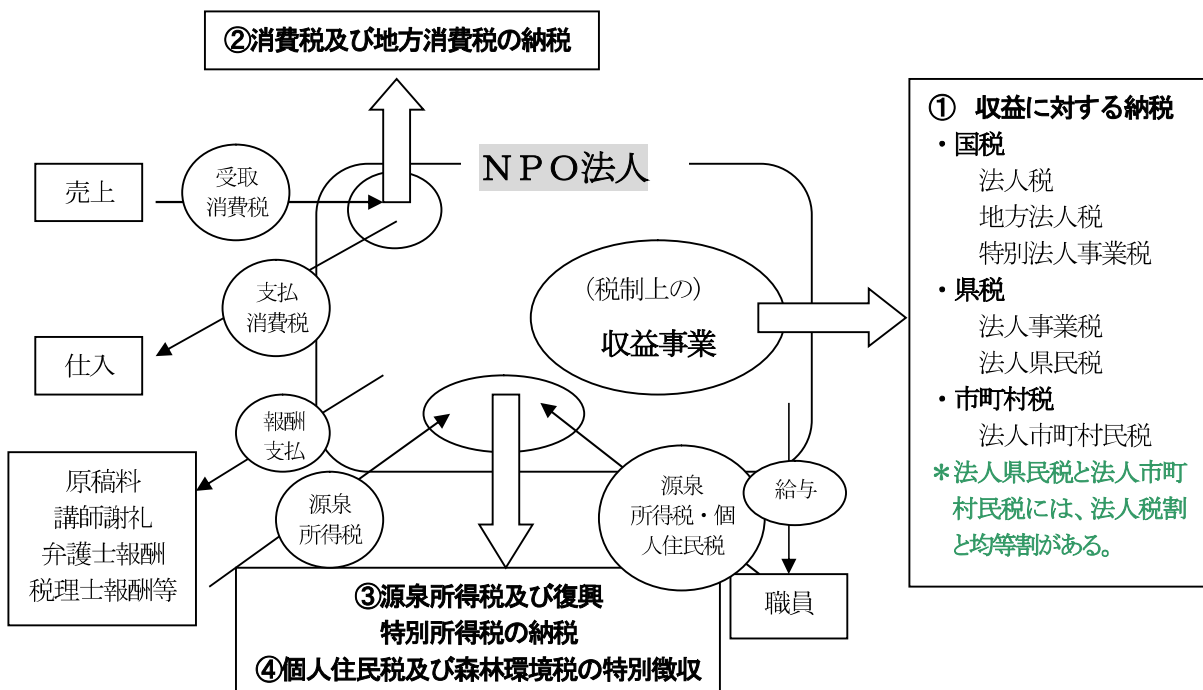 ②消費税及び地方消費税の納税
NPO法人
売上
受取
消費税
支払
消費税
仕入
(税制上の)
収益事業
① 収益に対する納税
・国税
法人税
地方法人税
特別法人事業税
・県税
法人事業税
法人県民税
・市町村税
法人市町村民税
*法人県民税と法人市町
村民税には、法人税割
と均等割がある。
報酬
支払
原稿料
講師謝礼
弁護士報酬
税理士報酬等
源泉
所得税
源泉
所得税・個
人住民税
給与
職員
③源泉所得税及び復興
特別所得税の納税
④個人住民税及び森林環境税の特別徴収